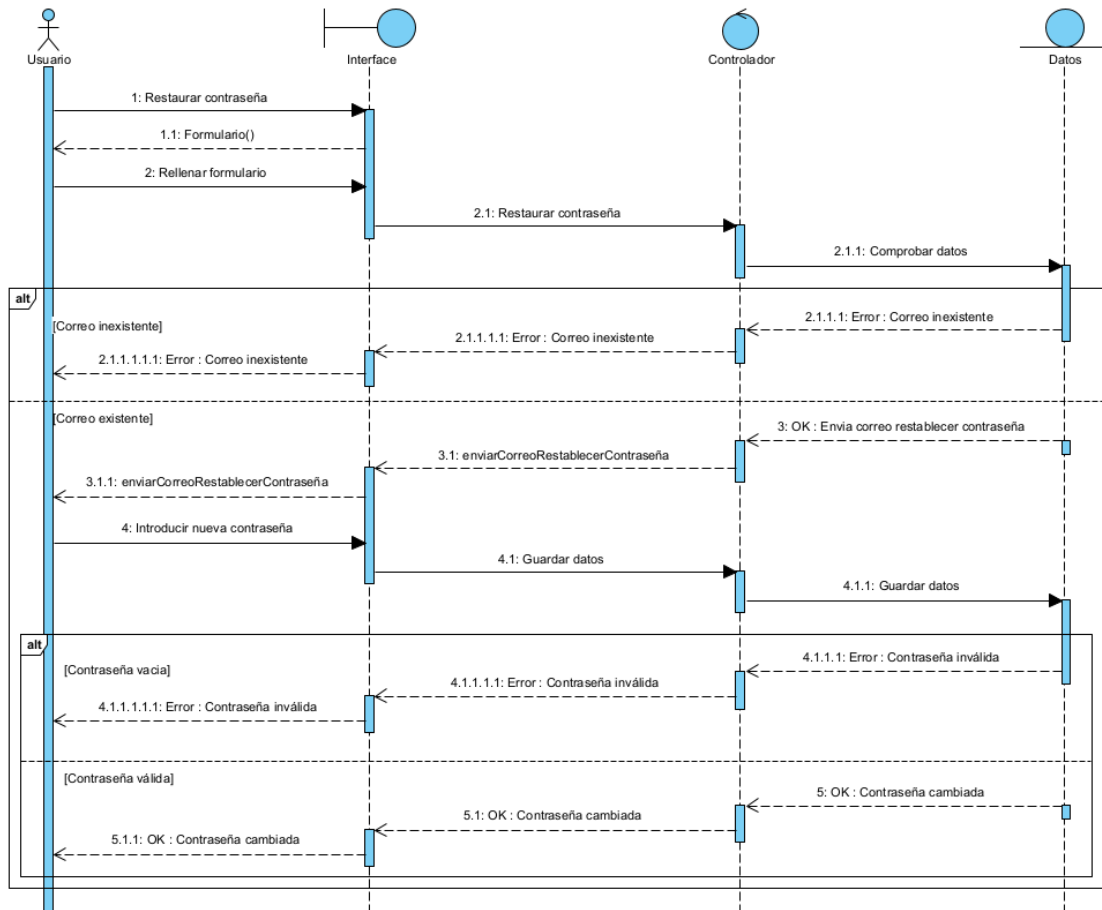 Usuario
Interface
Controlador
Datos
1: Restaurar contraseña
1.1: Formulario()
2: Rellenar formulario
2.1: Restaurar contraseña
2.1.1: Comprobar datos
alt
[Correo inexistente]
2.1.1.1: Error : Correo inexistente
2.1.1.1.1: Error : Correo inexistente
2.1.1.1.1.1: Error : Correo inexistente
[Correo existente]
3: OK : Envia correo restablecer contraseña
3.1: enviarCorreoRestablecerContraseña
3.1.1: enviarCorreoRestablecerContraseña
4: Introducir nueva contraseña
4.1: Guardar datos
4.1.1: Guardar datos
alt
[Contraseña vacia]
4.1.1.1: Error : Contraseña inválida
4.1.1.1.1: Error : Contraseña inválida
4.1.1.1.1.1: Error : Contraseña inválida
[Contraseña válida]
5: OK : Contraseña cambiada
5.1: OK : Contraseña cambiada
5.1.1: OK : Contraseña cambiada